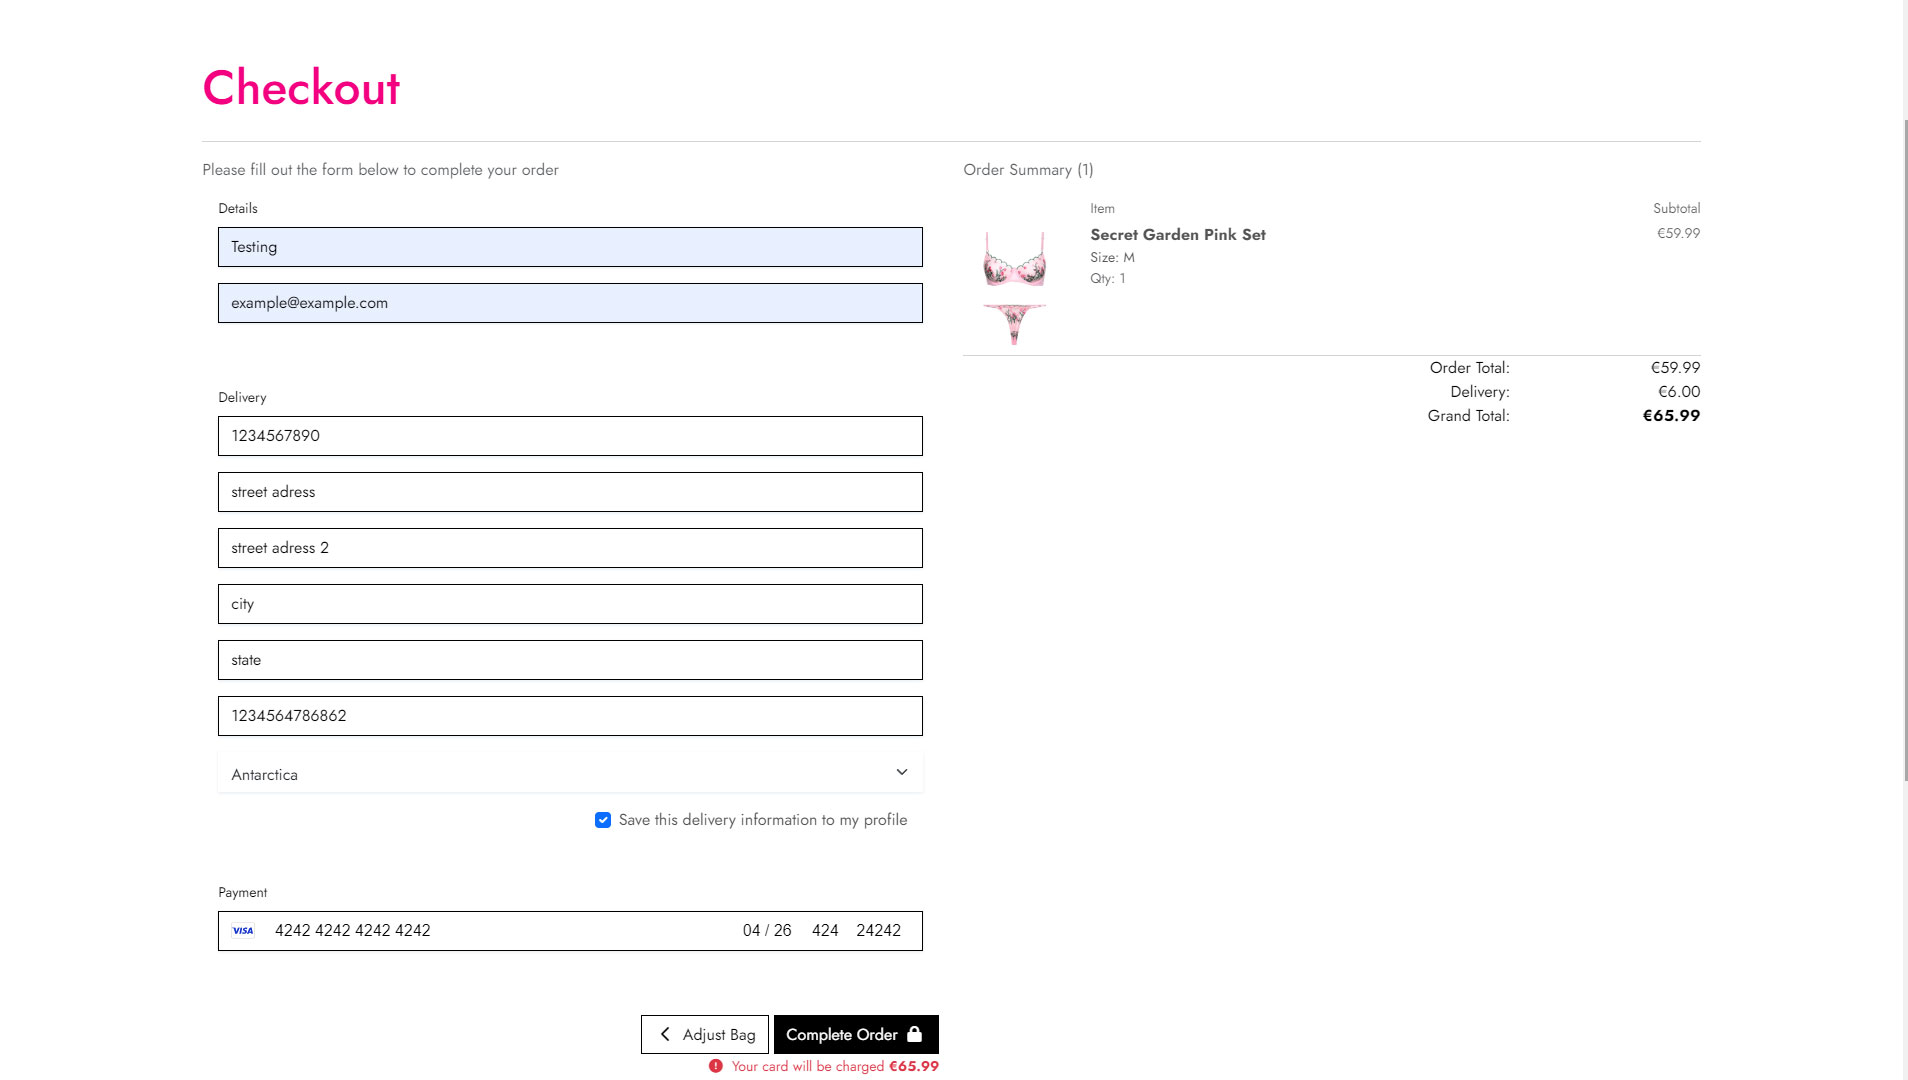 Checkout
Please fill out the form below to complete your order
Details
Testing
example@example.com
Delivery
1234567890
street adress
street adress 2
city
state
1234564786862
Antarctica
Save this delivery information to my profile
Payment
VISA 4242 4242 4242 4242 04 / 26 424 24242
Adjust Bag Complete Order
Your card will be charged €65.99
Order Summary (1)
Item Subtotal
Secret Garden Pink Set €59.99
Size: M
Qty: 1
Order Total: €59.99
Delivery: €6.00
Grand Total: €65.99